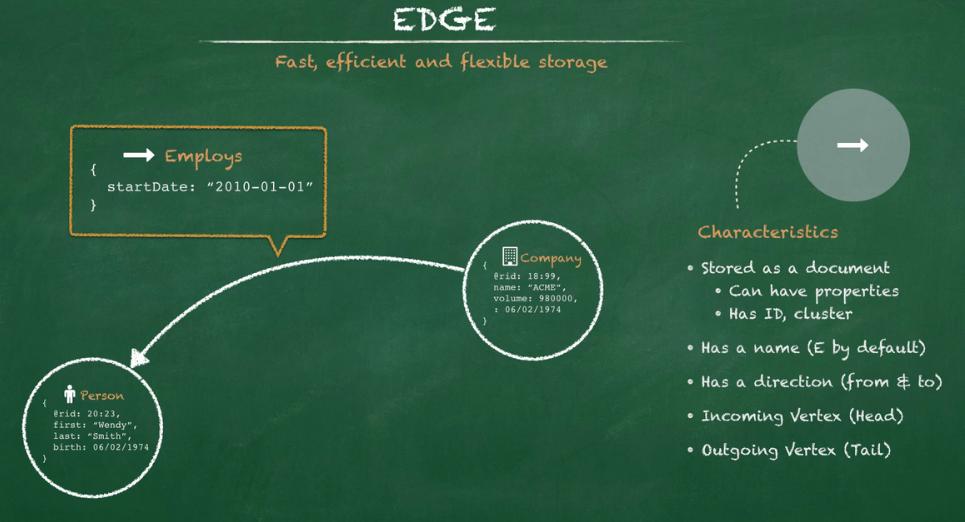 EDGE
Fast, efficient and flexible storage
Employs
{
startDate: “2010-01-01”
}
Company
{
@rid: 18:99,
name: “ACME”,
volume: 980000,
: 06/02/1974
}
Person
{
@rid: 20:23,
first: “Wendy”,
last: “Smith”,
birth: 06/02/1974
}
Characteristics
• Stored as a document
• Can have properties
• Has ID, cluster
• Has a name (E by default)
• Has a direction (from & to)
• Incoming Vertex (Head)
• Outgoing Vertex (Tail)